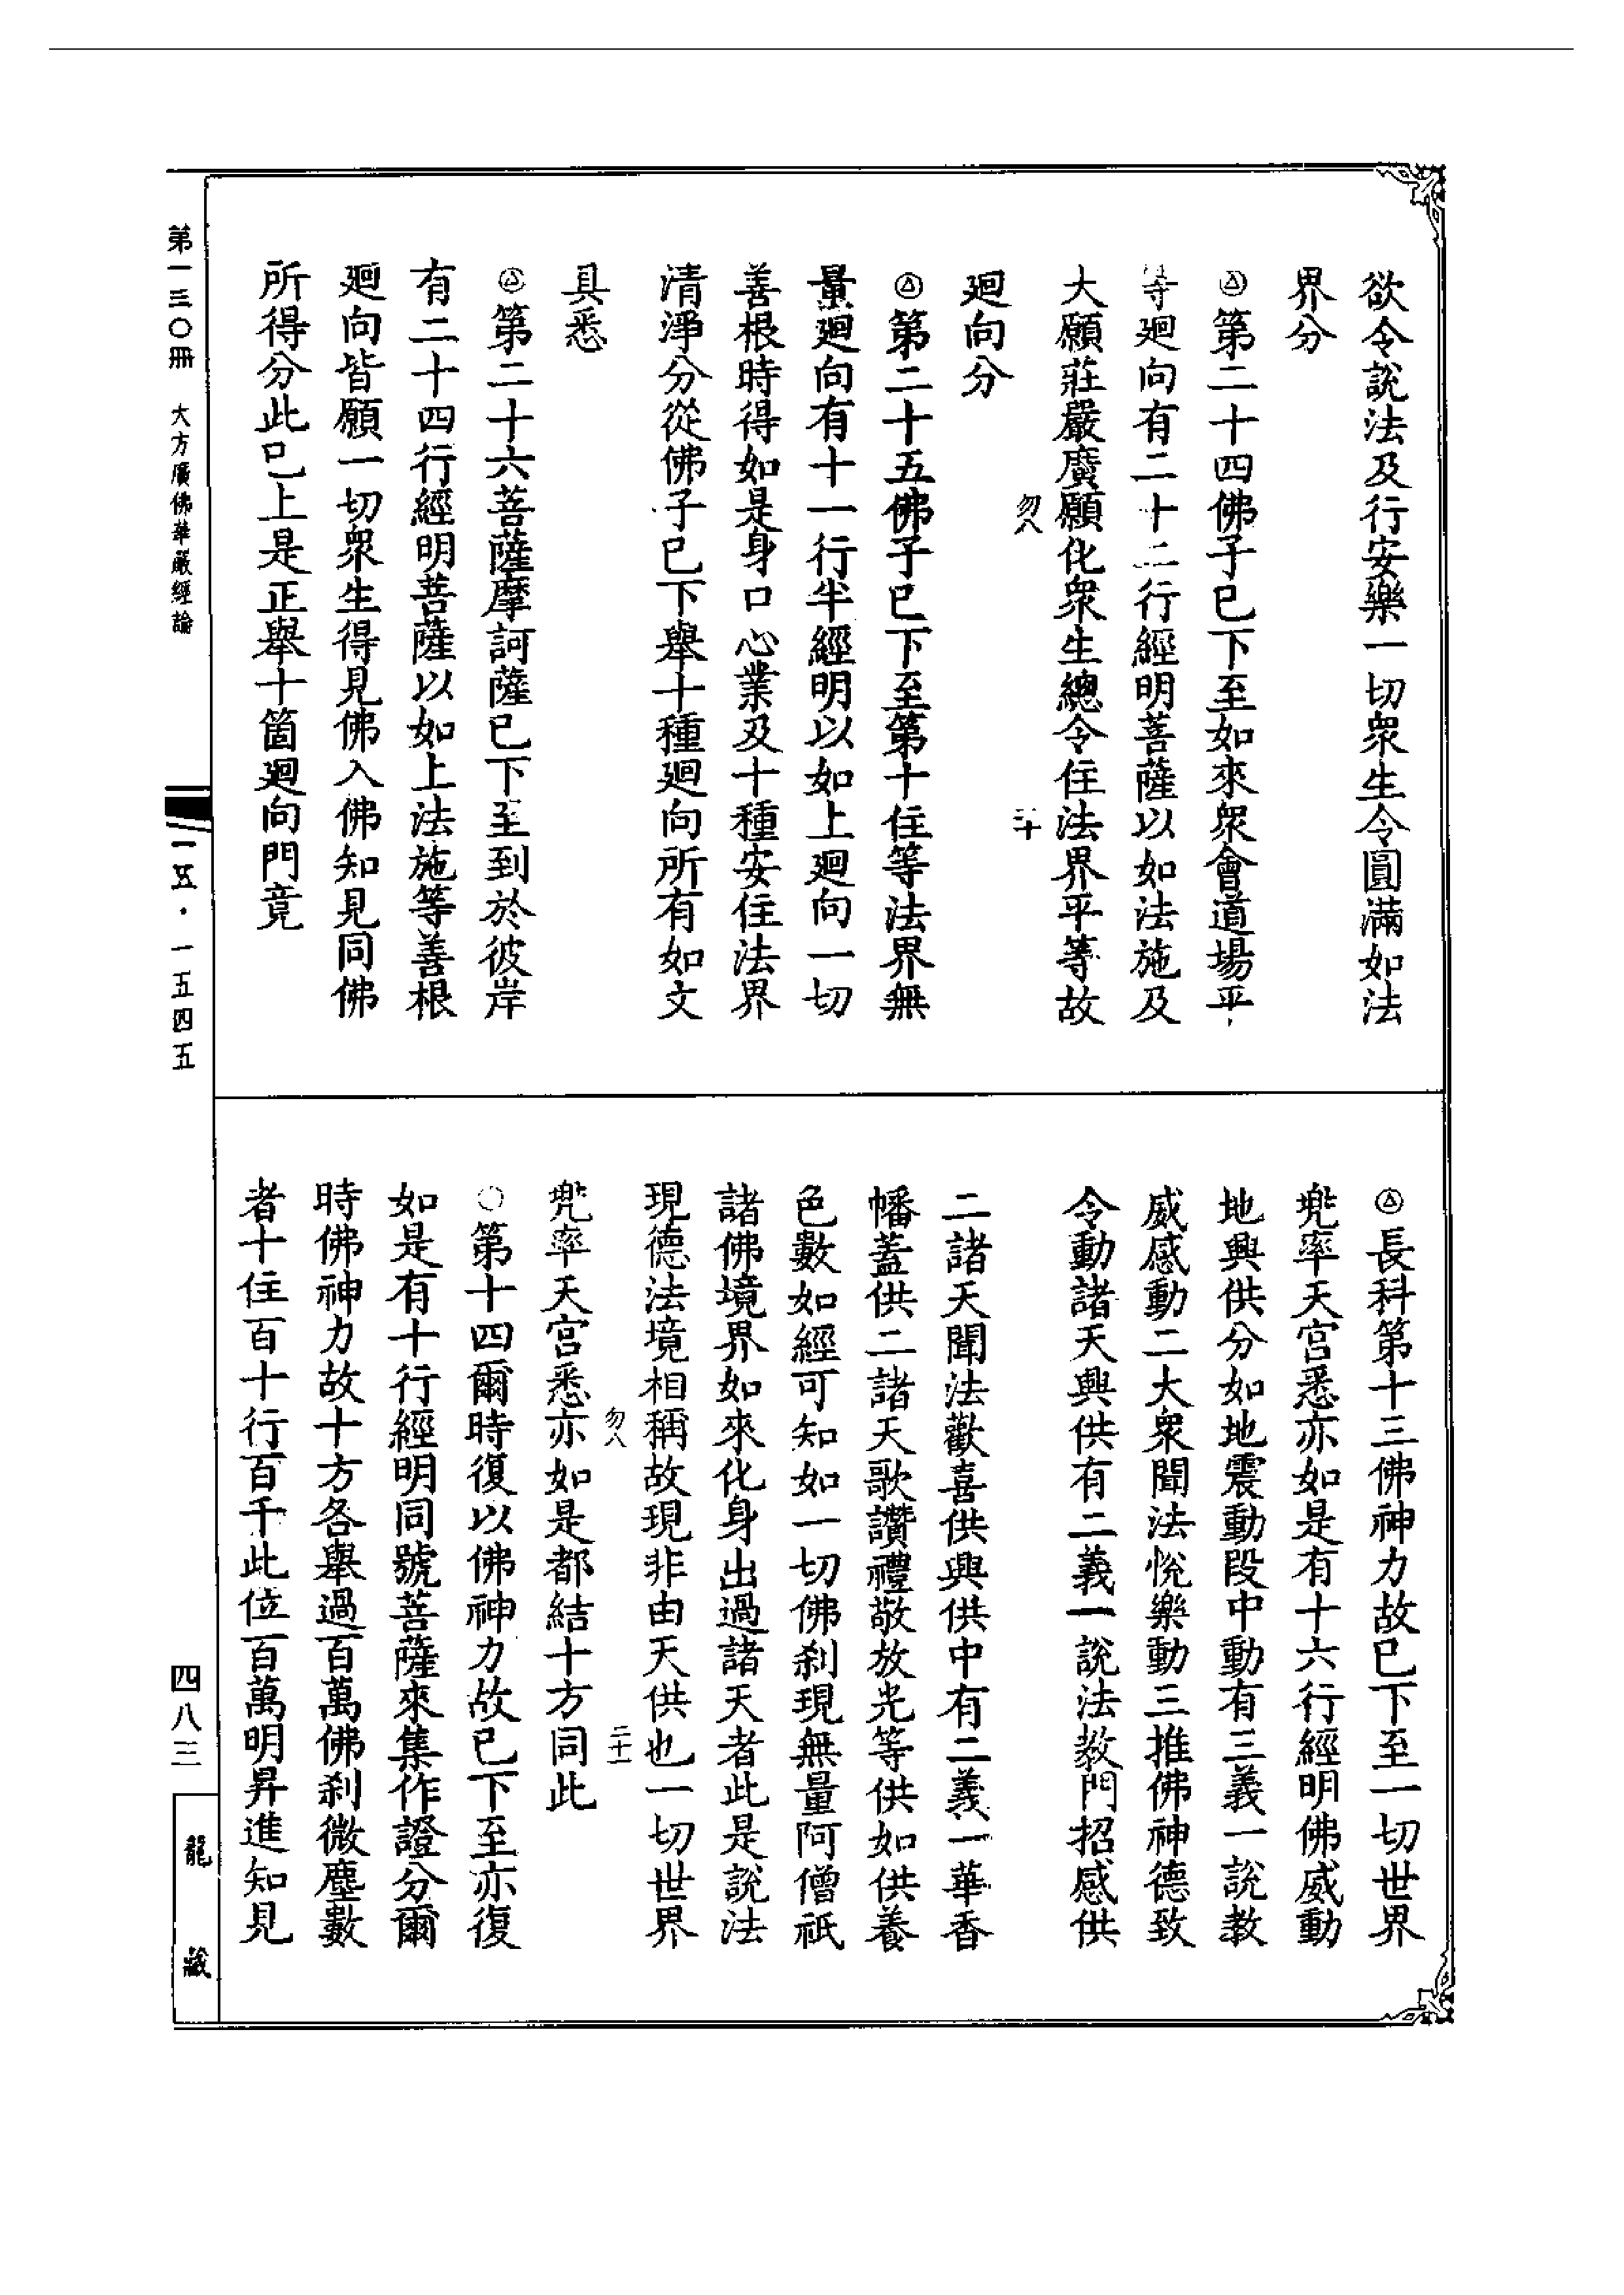 欲令說法及行安樂一切衆生令圓滿如法
界分
㊣第二十四佛子已下至如來衆會道場平
等廻向有二十二行經明菩薩以如法施及
大願莊嚴廣願化衆生總令住法界平等故
勿八
二十
廻向分
第二十五佛子已下至第十住等法界無
量廻向有十一行半經明以如上廻向一切
善根時得如是身口心業及十種安住法界
清淨分從佛子已下舉十種廻向所有如文
具悉
第二十六菩薩摩訶薩已下至到於彼岸
有二十四行經明菩薩以如上法施等善根
廻向皆願一切衆生得見佛入佛知見同佛
所得分此已上是正舉十箇廻向門竟
長科第十三佛神力故已下至一切世界
兜率天宮悉亦如是有十六行經明佛威動
地興供分如地震動段中動有三義一說教
威感動二大衆聞法悅樂動三推佛神德致
令動諸天興供有二義一說法教門招感供
二諸天聞法歡喜供興供中有二義一華香
幡蓋供二諸天歌讚禮敬放光等供如供養
色數如經可知如一切佛刹現無量阿僧祇
諸佛境界如來化身出過諸天者此是說法
現德法境相稱故現非由天供也一切世界
勿八
二十一
兜率天宮悉亦如是都結十方同此
第十四爾時復以佛神力故已下至亦復
如是有十行經明同號菩薩來集作證分爾
時佛神力故十方各舉過百萬佛刹微塵數
者十住百十行百千此位百萬明昇進知見
第一三〇冊
大方廣佛華嚴經論
一五·一五四五
四八三
龍藏